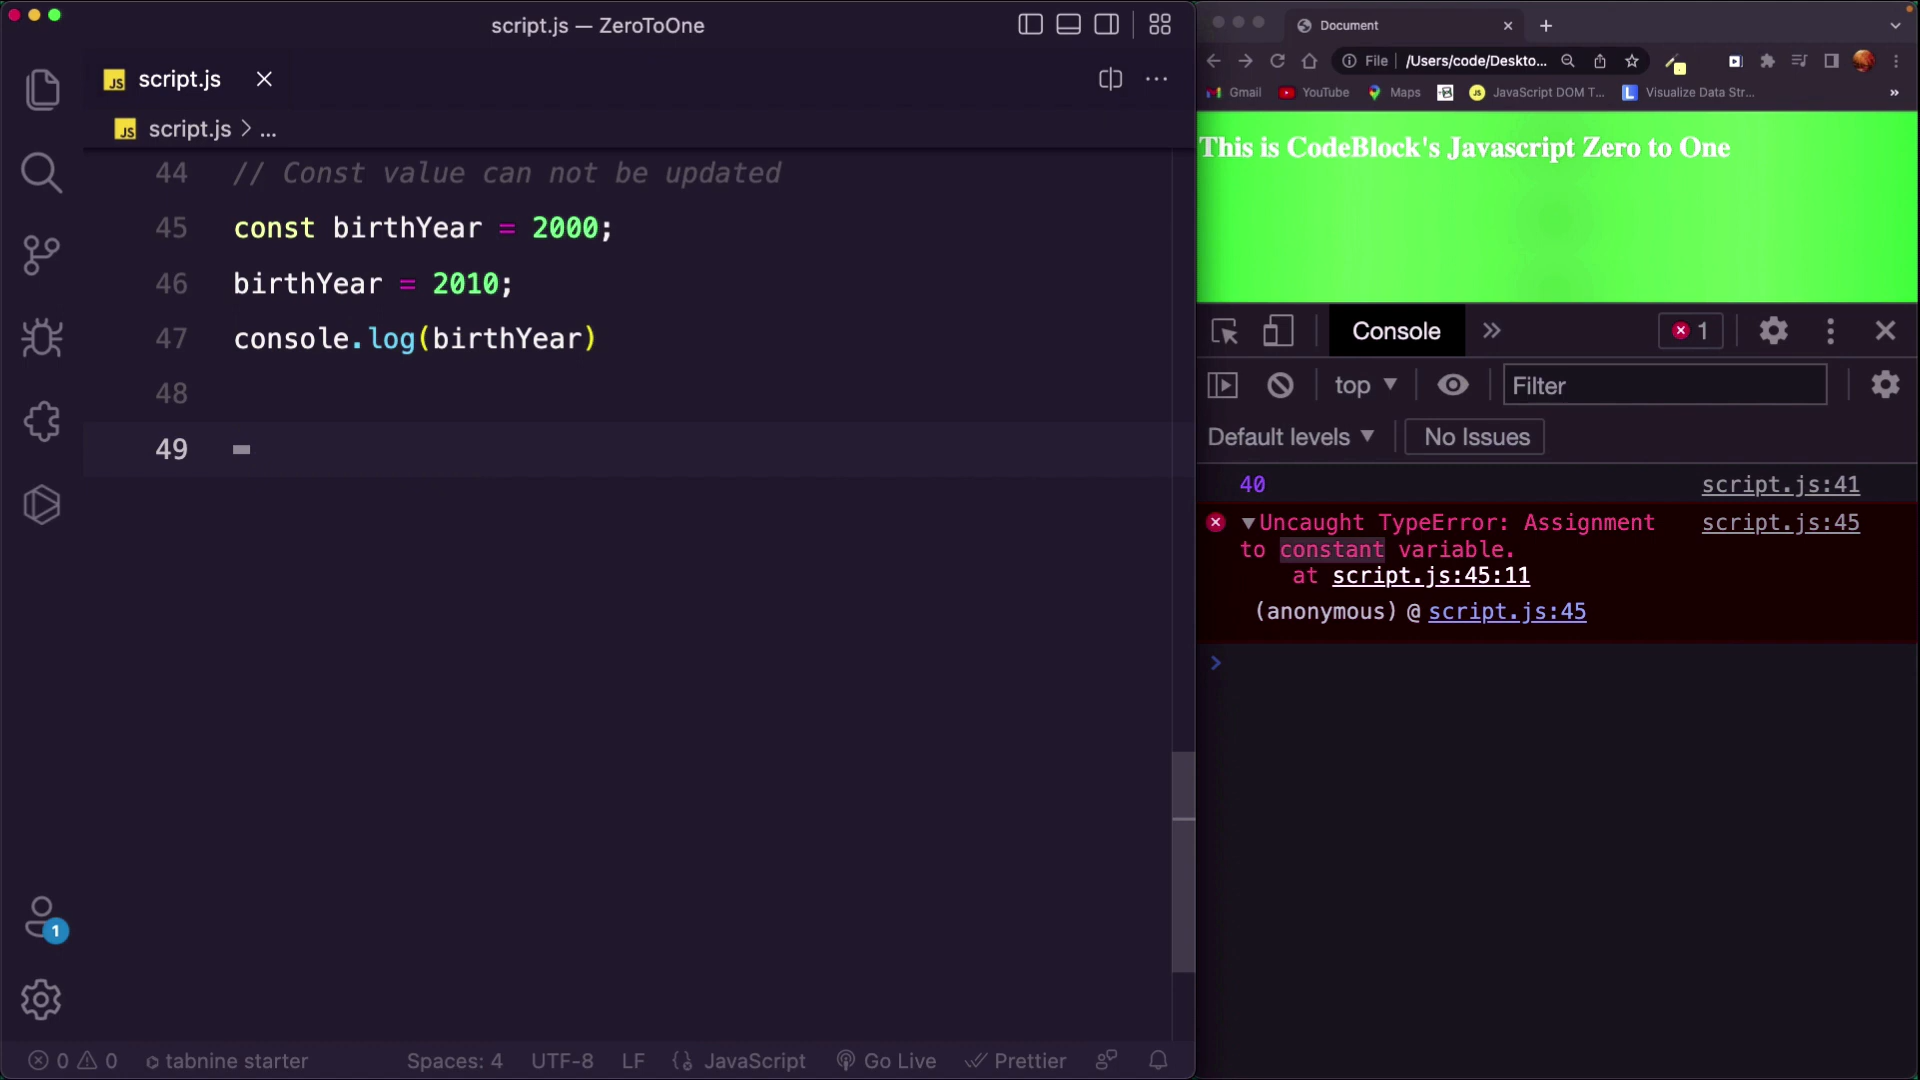 script.js — ZeroToOne
JS script.js
JS script.js > ...
44 // Const value can not be updated
45 const birthYear = 2000;
46 birthYear = 2010;
47 console.log(birthYear)
48
49
1
0 0 tabnine starter Spaces: 4 UTF-8 LF JavaScript Go Live Prettier
Document
File /Users/code/Deskto...
Gmail YouTube Maps JS JavaScript DOM T... L Visualize Data Str... »
This is CodeBlock's Javascript Zero to One
Console » 1
top Filter
Default levels No Issues
40 script.js:41
Uncaught TypeError: Assignment script.js:45
to constant variable.
at script.js:45:11
(anonymous) @ script.js:45
>